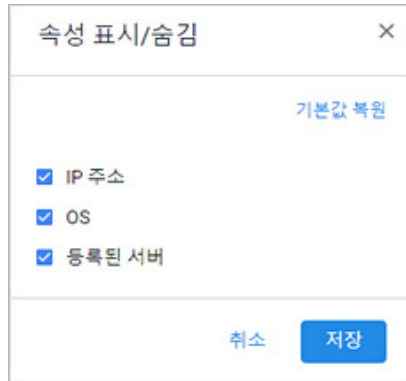 속성 표시/숨김
기본값 복원
IP 주소
OS
등록된 서버
취소 저장